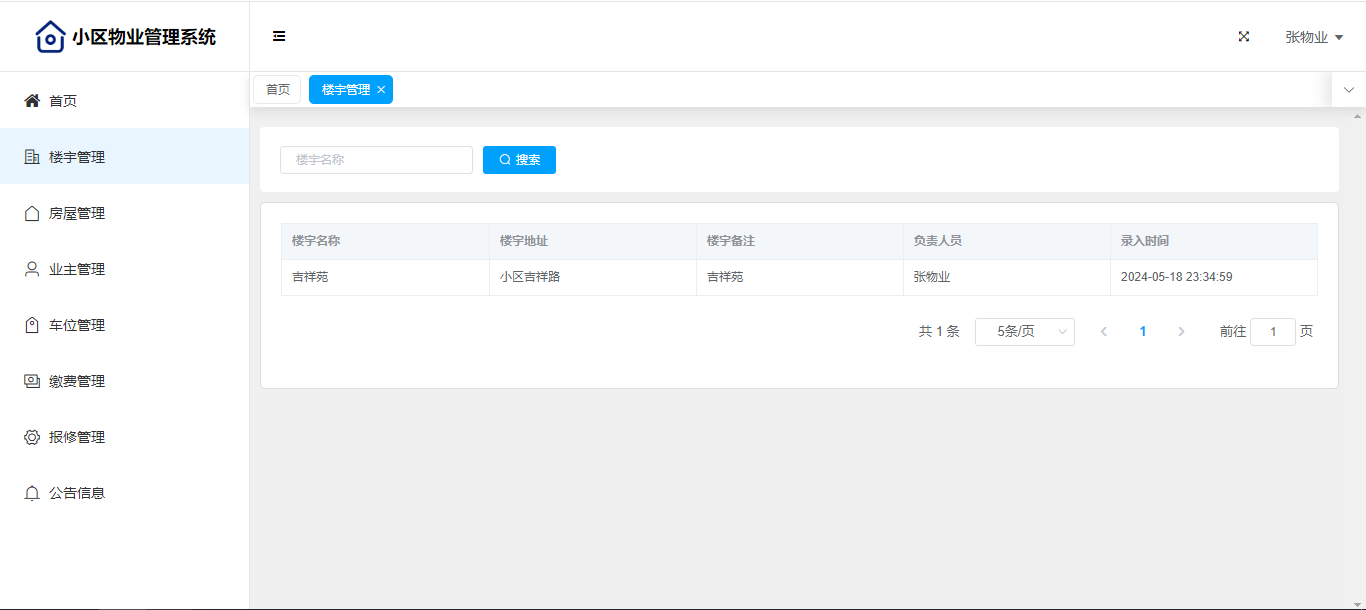 小区物业管理系统
张物业
首页
楼宇管理
房屋管理
业主管理
车位管理
缴费管理
报修管理
公告信息
首页 楼宇管理
楼宇名称 搜索
楼宇名称 楼宇地址 楼宇备注 负责人员 录入时间
吉祥苑 小区吉祥路 吉祥苑 张物业 2024-05-18 23:34:59
共 1 条 5条/页 1 前往 1 页